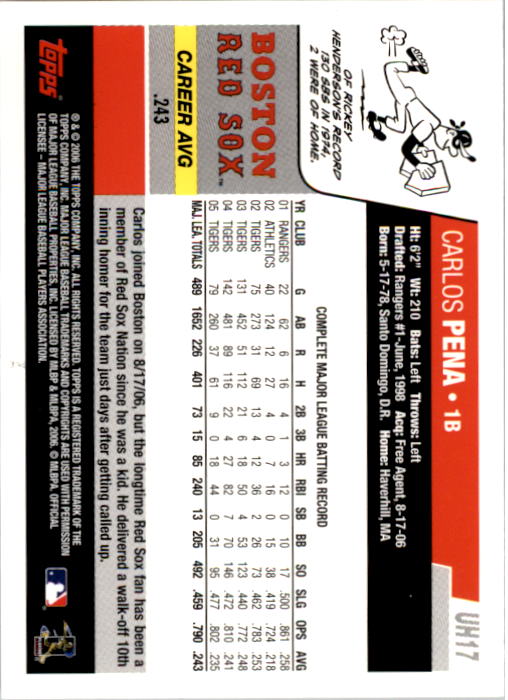 OF RICKEY
HENDERSON'S RECORD
130 SBS IN 1974,
2 WERE OF HOME.
CARLOS PENA • 1B
UH17
Ht: 6'2" Wt: 210 Bats: Left Throws: Left
Drafted: Rangers #1-June, 1998 Acq: Free Agent, 8-17-06
Born: 5-17-78, Santo Domingo, D.R. Home: Haverhill, MA
BOSTON
RED SOX™
CAREER AVG
.243
COMPLETE MAJOR LEAGUE BATTING RECORD
YR CLUB G AB R H 2B 3B HR RBI SB BB SO SLG OPS AVG
01 RANGERS 22 62 6 16 4 1 3 12 0 10 17 .500 .861 .258
02 ATHLETICS 40 124 12 27 4 0 7 16 0 15 38 .419 .724 .218
02 TIGERS 75 273 31 69 13 4 12 36 2 26 73 .462 .783 .253
03 TIGERS 131 452 51 112 21 6 18 50 4 53 123 .440 .772 .248
04 TIGERS 142 481 89 116 22 4 27 82 7 70 146 .472 .810 .241
05 TIGERS 79 260 37 61 9 0 18 44 0 31 95 .477 .802 .235
MAJ. LEA. TOTALS 489 1652 226 401 73 15 85 240 13 205 492 .459 .790 .243
Carlos joined Boston on 8/17/06, but the longtime Red Sox fan has been a
member of Red Sox Nation since he was a kid. He delivered a walk-off 10th
inning homer for the team just days after getting called up.
topps
® & © 2006 THE TOPPS COMPANY, INC. ALL RIGHTS RESERVED. TOPPS IS A REGISTERED TRADEMARK OF THE
TOPPS COMPANY, INC. MAJOR LEAGUE BASEBALL TRADEMARKS AND COPYRIGHTS ARE USED WITH PERMISSION
OF MAJOR LEAGUE BASEBALL PROPERTIES, INC. LICENSED BY MLBP & MLBPA, 2006. © MLBPA, OFFICIAL
LICENSEE – MAJOR LEAGUE BASEBALL PLAYERS ASSOCIATION.